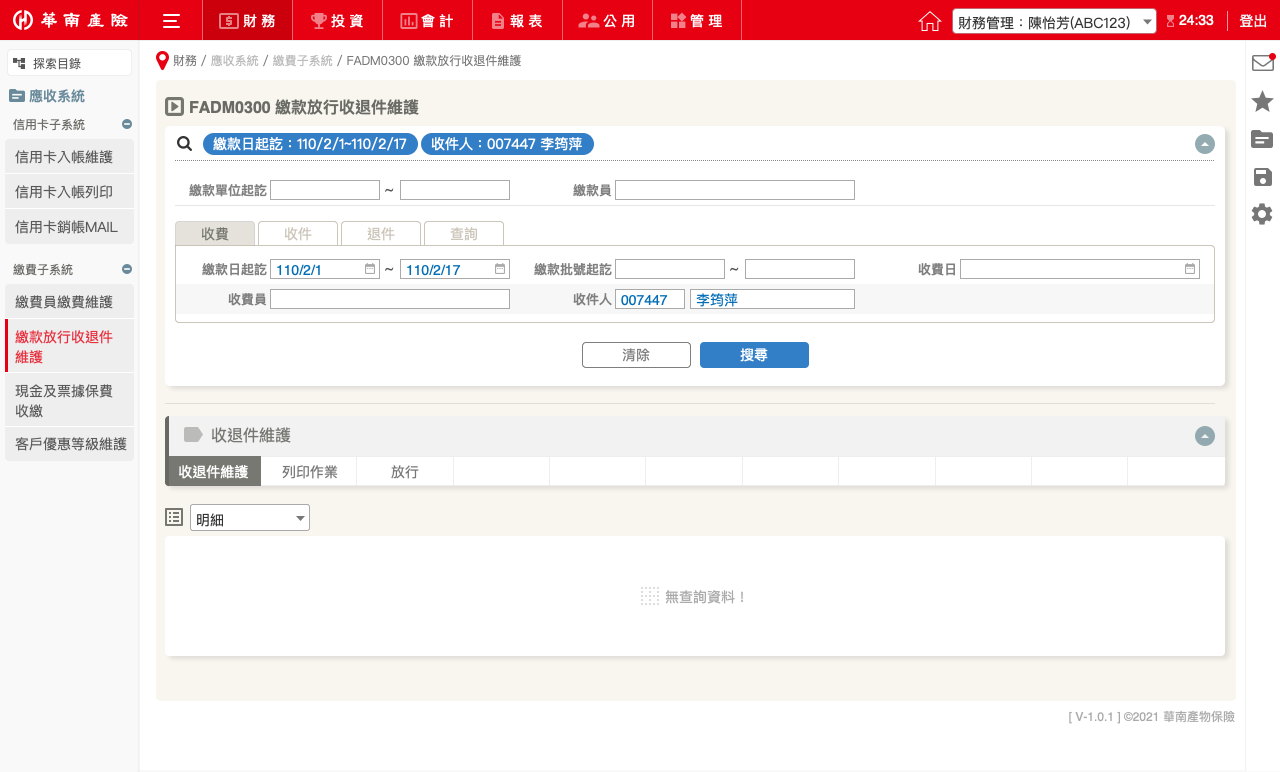 華南產險
財務
投資
會計
報表
公用
管理
財務管理：陳怡芳(ABC123)
24:33
登出
探索目錄
應收系統
信用卡子系統
信用卡入帳維護
信用卡入帳列印
信用卡銷帳MAIL
繳費子系統
繳費員繳費維護
繳款放行收退件
維護
現金及票據保費
收繳
客戶優惠等級維護
財務 / 應收系統 / 繳費子系統 / FADM0300 繳款放行收退件維護
FADM0300 繳款放行收退件維護
繳款日起訖：110/2/1~110/2/17
收件人：007447 李筠萍
繳款單位起訖 ~
繳款員
收費
收件
退件
查詢
繳款日起訖 110/2/1 ~ 110/2/17
繳款批號起訖 ~
收費日
收費員
收件人 007447 李筠萍
清除
搜尋
收退件維護
收退件維護
列印作業
放行
明細
無查詢資料！
[ V-1.0.1 ] ©2021 華南產物保險